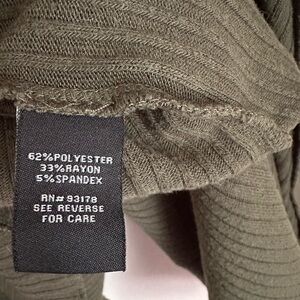 62%POLYESTER
33%RAYON
5%SPANDEX
RN# 93178
SEE REVERSE
FOR CARE